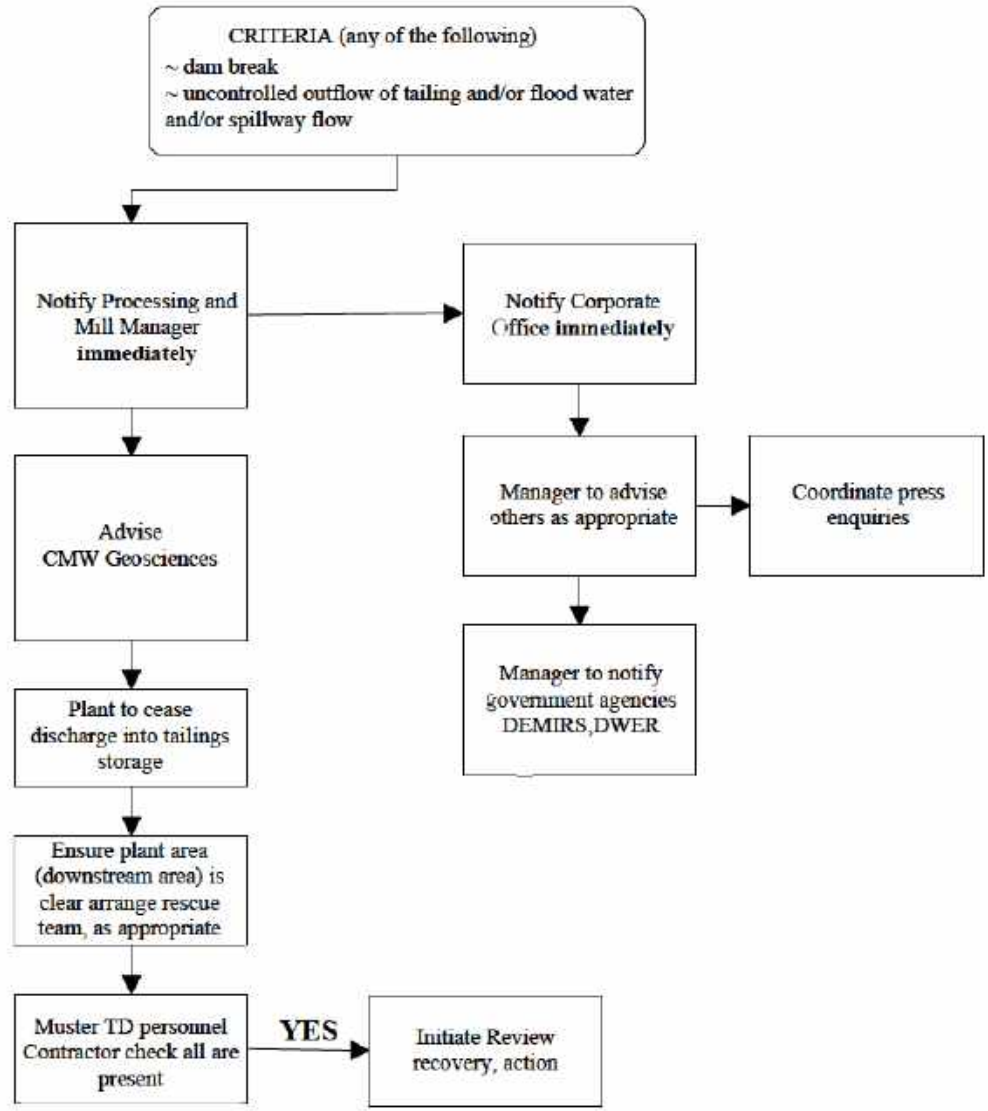 CRITERIA (any of the following)
~ dam break
~ uncontrolled outflow of tailing and/or flood water
and/or spillway flow
Notify Processing and
Mill Manager
immediately
Notify Corporate
Office immediately
Advise
CMW Geosciences
Manager to advise
others as appropriate
Coordinate press
enquiries
Plant to cease
discharge into tailings
storage
Manager to notify
government agencies
DEMIRS,DWER
Ensure plant area
(downstream area) is
clear arrange rescue
team, as appropriate
Muster TD personnel
Contractor check all are
present
YES
Initiate Review
recovery, action